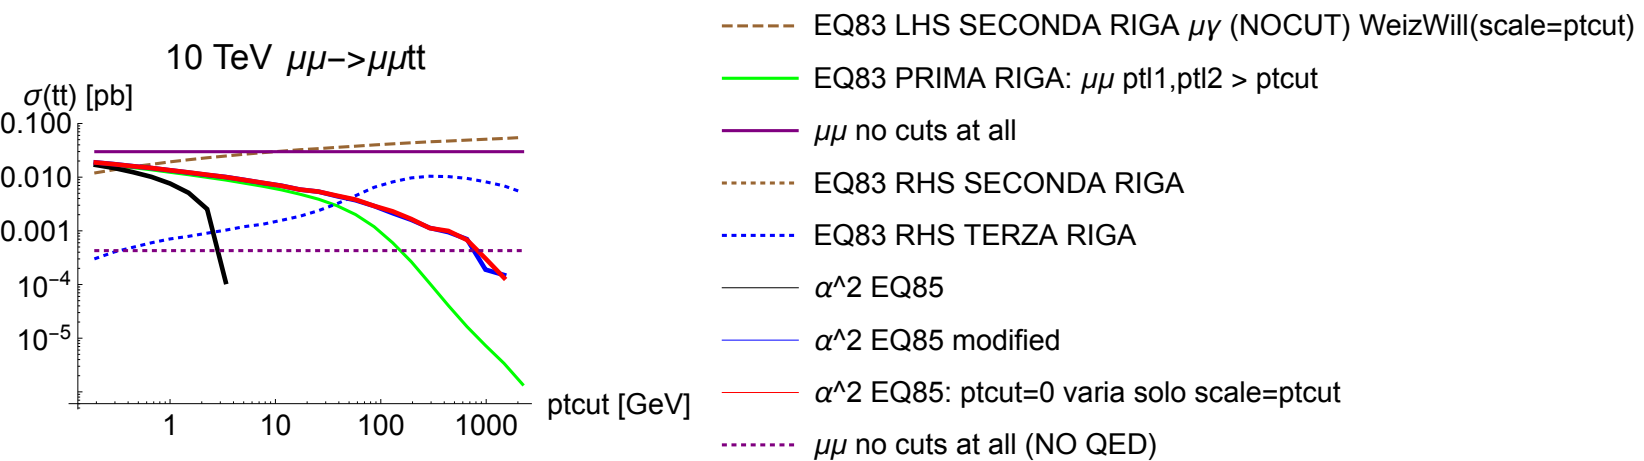 10 TeV μμ–>μμtt
σ(tt) [pb]
0.100
0.010
0.001
10⁻⁴
10⁻⁵
1
10
100
1000
ptcut [GeV]
EQ83 LHS SECONDA RIGA μγ (NOCUT) WeizWill(scale=ptcut)
EQ83 PRIMA RIGA: μμ ptl1,ptl2 > ptcut
μμ no cuts at all
EQ83 RHS SECONDA RIGA
EQ83 RHS TERZA RIGA
α^2 EQ85
α^2 EQ85 modified
α^2 EQ85: ptcut=0 varia solo scale=ptcut
μμ no cuts at all (NO QED)